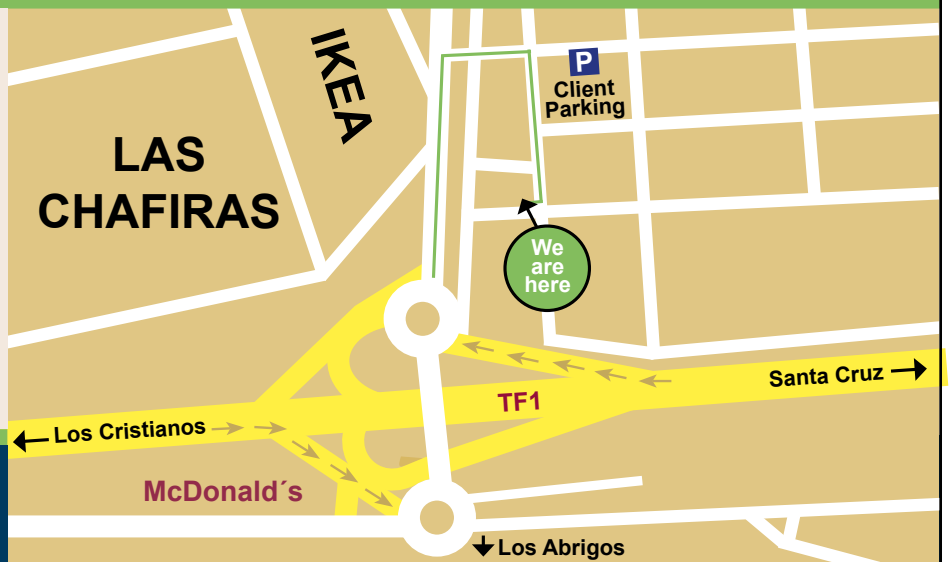 IKEA
P
Client
Parking
LAS
CHAFIRAS
We
are
here
Santa Cruz
TF1
Los Cristianos
McDonald´s
Los Abrigos